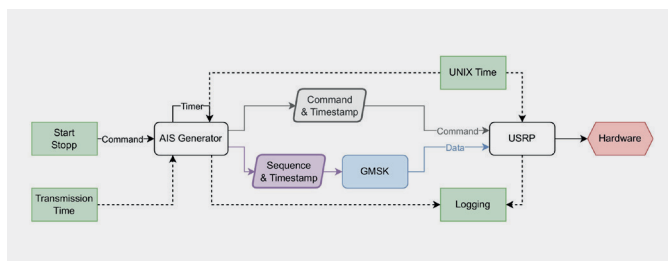 UNIX Time
Timer
Command
& Timestamp
Start
Stopp
Command
AIS Generator
Command
Data
USRP
Hardware
Sequence
& Timestamp
GMSK
Transmission
Time
Logging